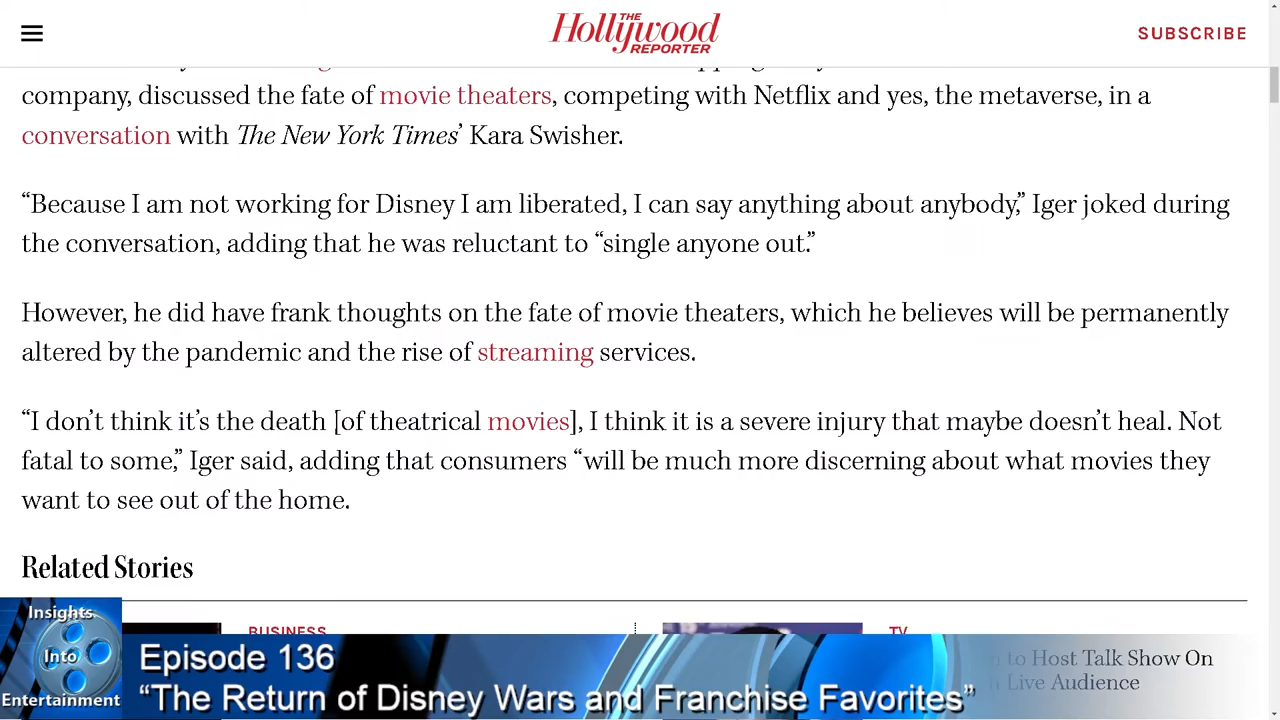 THE
Hollywood
REPORTER
SUBSCRIBE
company, discussed the fate of movie theaters, competing with Netflix and yes, the metaverse, in a
conversation with The New York Times’ Kara Swisher.
“Because I am not working for Disney I am liberated, I can say anything about anybody,” Iger joked during
the conversation, adding that he was reluctant to “single anyone out.”
However, he did have frank thoughts on the fate of movie theaters, which he believes will be permanently
altered by the pandemic and the rise of streaming services.
“I don’t think it’s the death [of theatrical movies], I think it is a severe injury that maybe doesn’t heal. Not
fatal to some,” Iger said, adding that consumers “will be much more discerning about what movies they
want to see out of the home.
Related Stories
BUSINESS
TV
to Host Talk Show On
Live Audience
Insights
Into
Entertainment
Episode 136
“The Return of Disney Wars and Franchise Favorites”